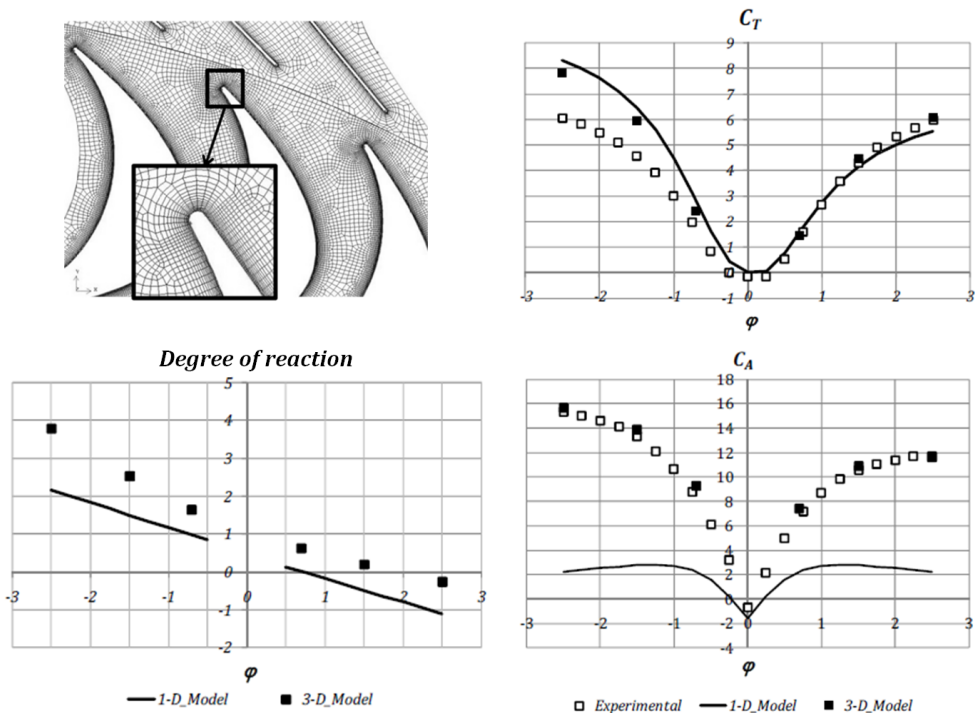 Y
Z X
C_T
9
8
7
6
5
4
3
2
1
0
-1
-3 -2 -1 0 1 2 3
φ
Degree of reaction
5
4
3
2
1
0
-1
-2
-3 -2 -1 0 1 2 3
φ
1-D_Model 3-D_Model
C_A
18
16
14
12
10
8
6
4
2
0
-2
-4
-3 -2 -1 0 1 2 3
φ
Experimental 1-D_Model 3-D_Model